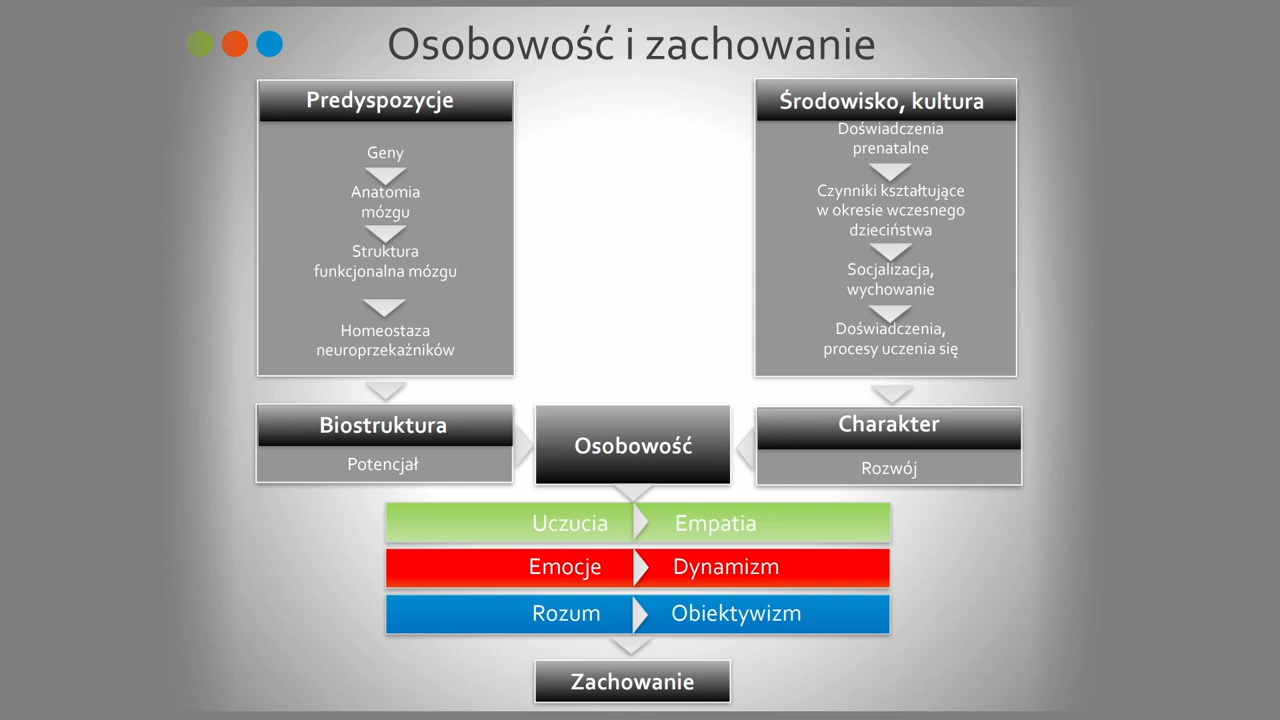 Osobowość i zachowanie
Predyspozycje
Geny
Anatomia
mózgu
Struktura
funkcjonalna mózgu
Homeostaza
neuroprzekaźników
Środowisko, kultura
Doświadczenia
prenatalne
Czynniki kształtujące
w okresie wczesnego
dzieciństwa
Socjalizacja,
wychowanie
Doświadczenia,
procesy uczenia się
Biostruktura
Potencjał
Osobowość
Charakter
Rozwój
Uczucia Empatia
Emocje Dynamizm
Rozum Obiektywizm
Zachowanie